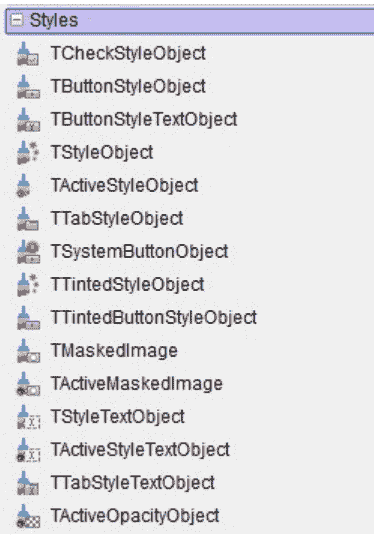 Styles
TCheckStyleObject
TButtonStyleObject
TButtonStyleTextObject
TStyleObject
TActiveStyleObject
TTabStyleObject
TSystemButtonObject
TTintedStyleObject
TTintedButtonStyleObject
TMaskedImage
TActiveMaskedImage
TStyleTextObject
TActiveStyleTextObject
TTabStyleTextObject
TActiveOpacityObject